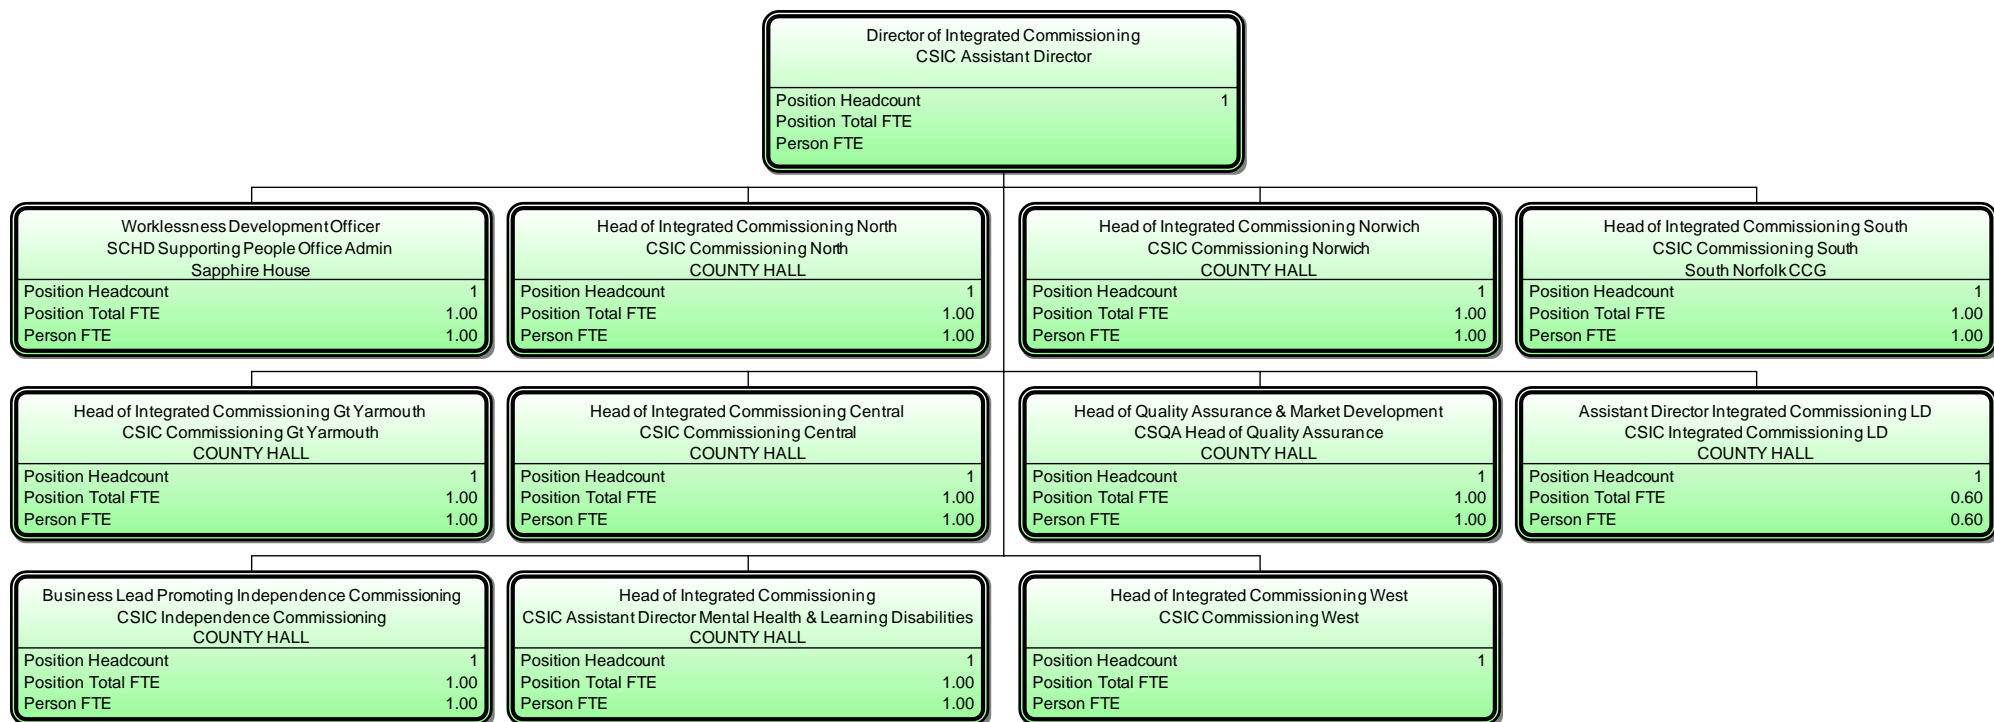 Director of Integrated Commissioning
CSIC Assistant Director
Position Headcount 1
Position Total FTE
Person FTE
Worklessness Development Officer
SCHD Supporting People Office Admin
Sapphire House
Position Headcount 1
Position Total FTE 1.00
Person FTE 1.00
Head of Integrated Commissioning North
CSIC Commissioning North
COUNTY HALL
Position Headcount 1
Position Total FTE 1.00
Person FTE 1.00
Head of Integrated Commissioning Norwich
CSIC Commissioning Norwich
COUNTY HALL
Position Headcount 1
Position Total FTE 1.00
Person FTE 1.00
Head of Integrated Commissioning South
CSIC Commissioning South
South Norfolk CCG
Position Headcount 1
Position Total FTE 1.00
Person FTE 1.00
Head of Integrated Commissioning Gt Yarmouth
CSIC Commissioning Gt Yarmouth
COUNTY HALL
Position Headcount 1
Position Total FTE 1.00
Person FTE 1.00
Head of Integrated Commissioning Central
CSIC Commissioning Central
COUNTY HALL
Position Headcount 1
Position Total FTE 1.00
Person FTE 1.00
Head of Quality Assurance & Market Development
CSQA Head of Quality Assurance
COUNTY HALL
Position Headcount 1
Position Total FTE 1.00
Person FTE 1.00
Assistant Director Integrated Commissioning LD
CSIC Integrated Commissioning LD
COUNTY HALL
Position Headcount 1
Position Total FTE 0.60
Person FTE 0.60
Business Lead Promoting Independence Commissioning
CSIC Independence Commissioning
COUNTY HALL
Position Headcount 1
Position Total FTE 1.00
Person FTE 1.00
Head of Integrated Commissioning
CSIC Assistant Director Mental Health & Learning Disabilities
COUNTY HALL
Position Headcount 1
Position Total FTE 1.00
Person FTE 1.00
Head of Integrated Commissioning West
CSIC Commissioning West
Position Headcount 1
Position Total FTE
Person FTE